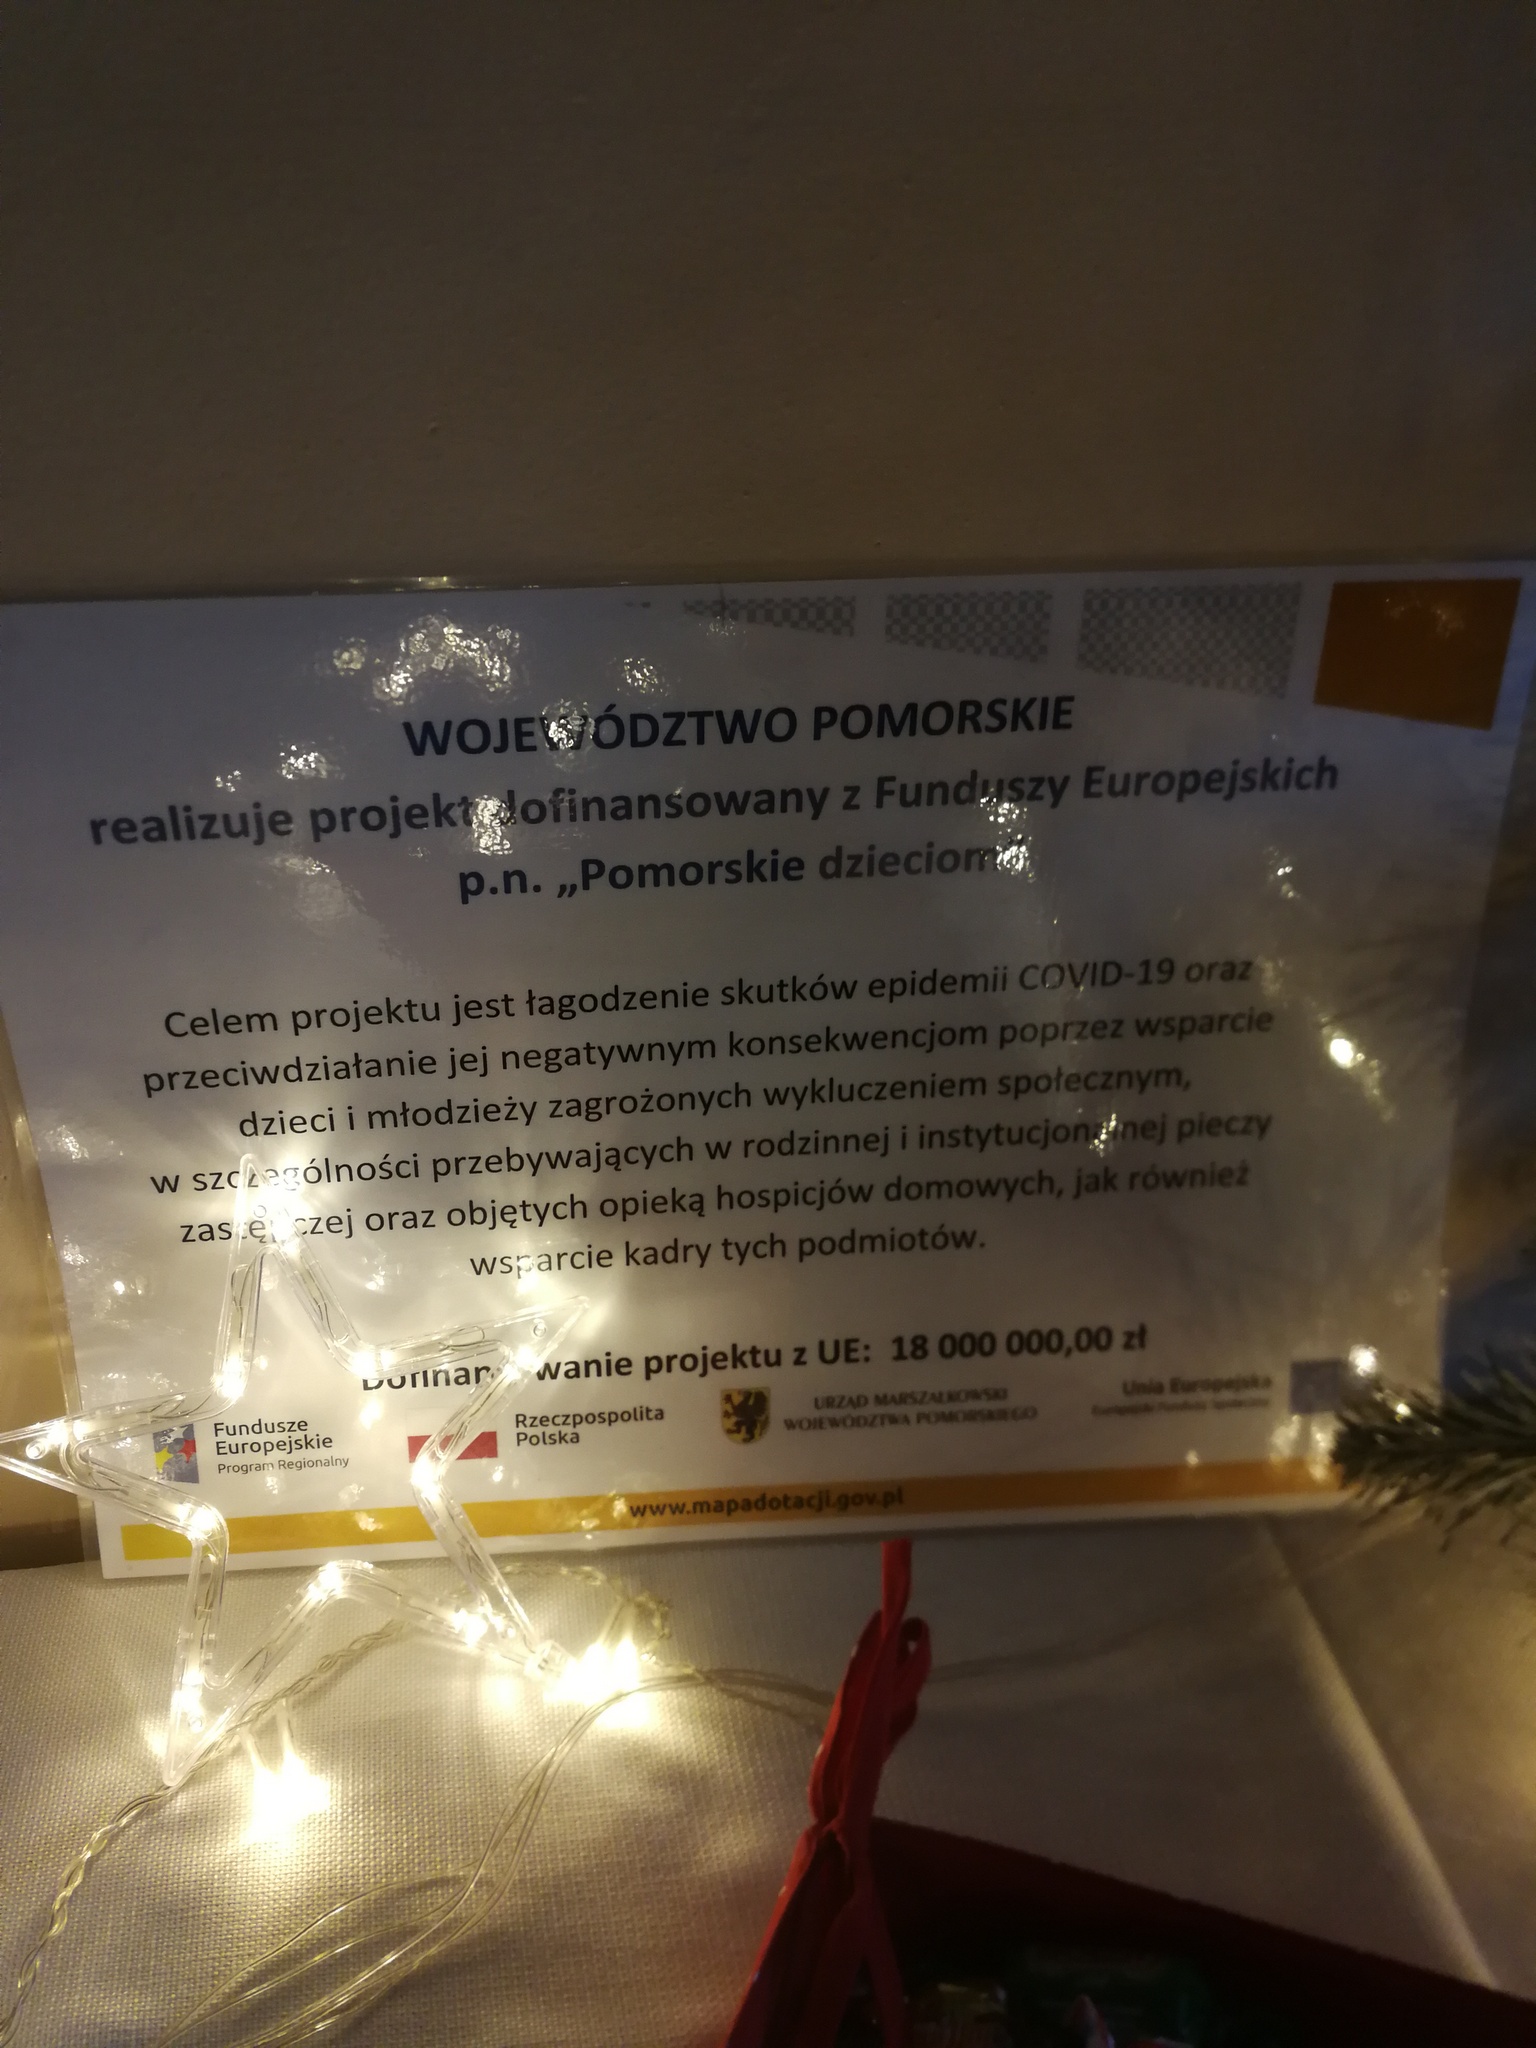 WOJEWÓDZTWO POMORSKIE
realizuje projekt dofinansowany z Funduszy Europejskich
p.n. „Pomorskie dzieciom”
Celem projektu jest łagodzenie skutków epidemii COVID-19 oraz
przeciwdziałanie jej negatywnym konsekwencjom poprzez wsparcie
dzieci i młodzieży zagrożonych wykluczeniem społecznym,
w szczególności przebywających w rodzinnej i instytucjonalnej pieczy
zastępczej oraz objętych opieką hospicjów domowych, jak również
wsparcie kadry tych podmiotów.
Dofinansowanie projektu z UE: 18 000 000,00 zł
Fundusze
Europejskie
Program Regionalny
Rzeczpospolita
Polska
URZĄD MARSZAŁKOWSKI
WOJEWÓDZTWA POMORSKIEGO
Unia Europejska
Europejski Fundusz Społeczny
www.mapadotacji.gov.pl